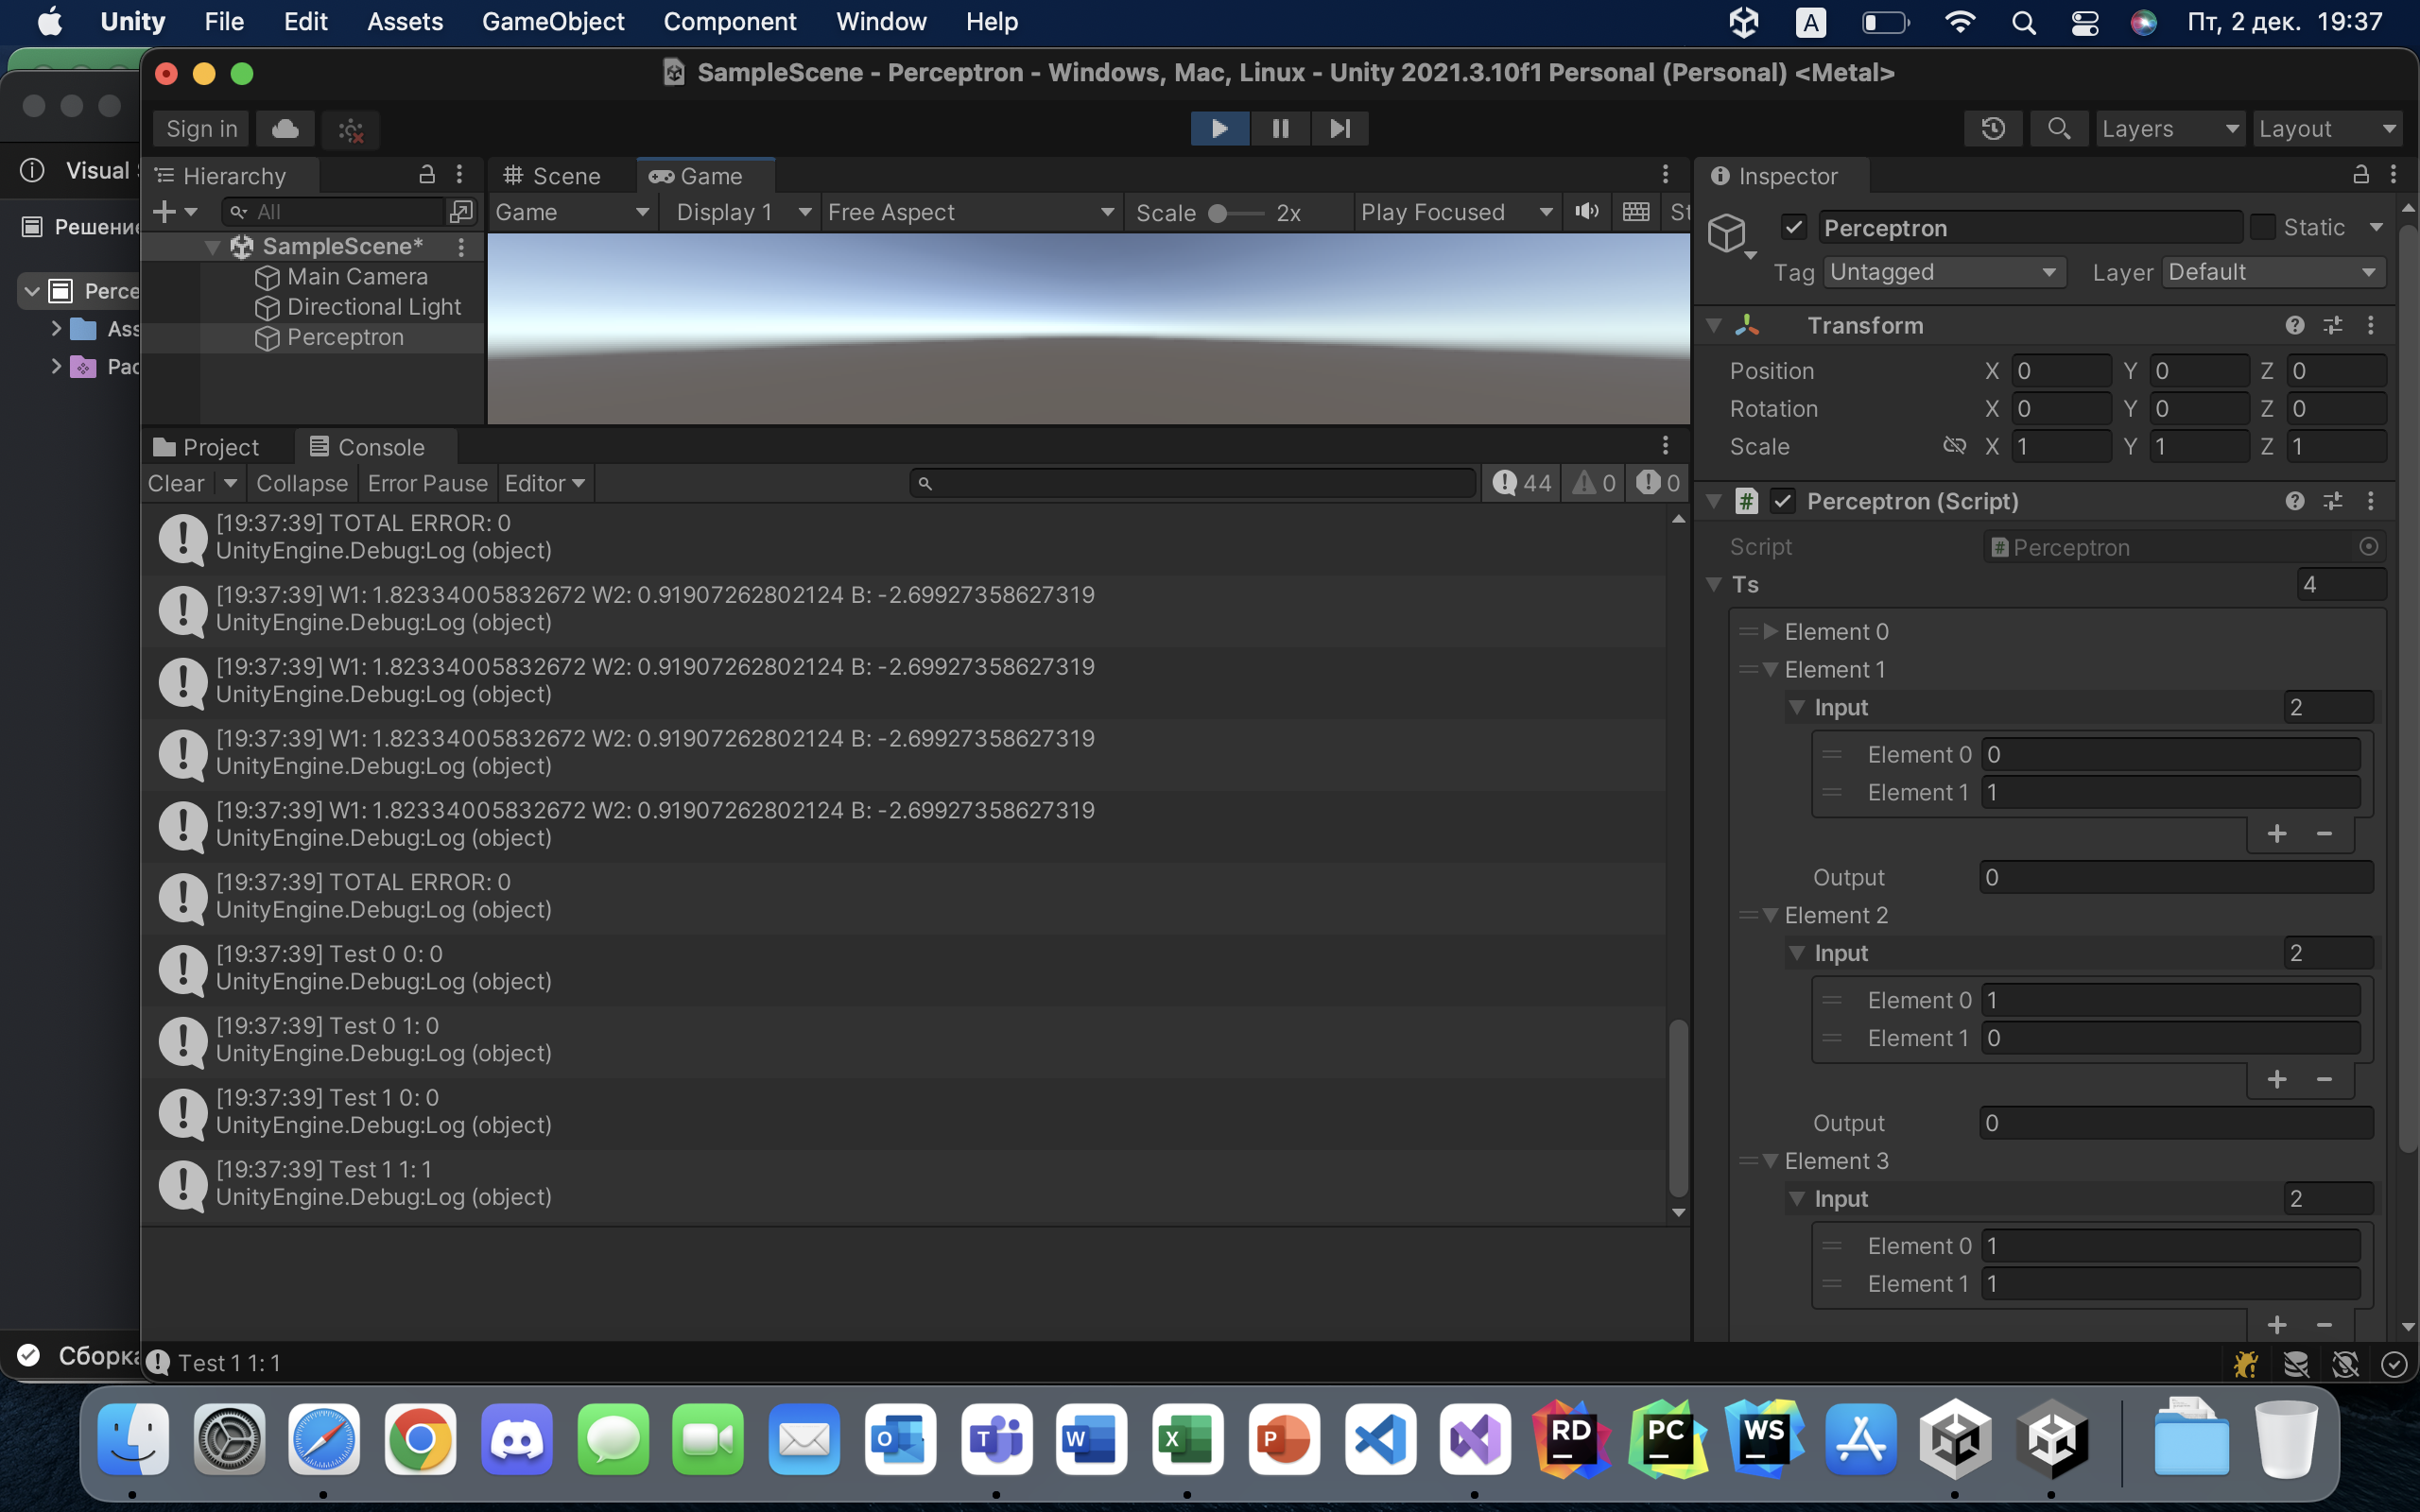 Unity File Edit Assets GameObject Component Window Help A Пт, 2 дек. 19:37
SampleScene - Perceptron - Windows, Mac, Linux - Unity 2021.3.10f1 Personal (Personal) <Metal>
Sign in Layers Layout
Visual
Решение
Perce
Ass
Pac
Сборка
Hierarchy
All
SampleScene*
Main Camera
Directional Light
Perceptron
Scene Game
Game Display 1 Free Aspect Scale 2x Play Focused St
Project Console
Clear Collapse Error Pause Editor 44 0 0
[19:37:39] TOTAL ERROR: 0
UnityEngine.Debug:Log (object)
[19:37:39] W1: 1.82334005832672 W2: 0.91907262802124 B: -2.69927358627319
UnityEngine.Debug:Log (object)
[19:37:39] W1: 1.82334005832672 W2: 0.91907262802124 B: -2.69927358627319
UnityEngine.Debug:Log (object)
[19:37:39] W1: 1.82334005832672 W2: 0.91907262802124 B: -2.69927358627319
UnityEngine.Debug:Log (object)
[19:37:39] W1: 1.82334005832672 W2: 0.91907262802124 B: -2.69927358627319
UnityEngine.Debug:Log (object)
[19:37:39] TOTAL ERROR: 0
UnityEngine.Debug:Log (object)
[19:37:39] Test 0 0: 0
UnityEngine.Debug:Log (object)
[19:37:39] Test 0 1: 0
UnityEngine.Debug:Log (object)
[19:37:39] Test 1 0: 0
UnityEngine.Debug:Log (object)
[19:37:39] Test 1 1: 1
UnityEngine.Debug:Log (object)
Test 1 1: 1
Inspector
Perceptron Static
Tag Untagged Layer Default
Transform
Position X 0 Y 0 Z 0
Rotation X 0 Y 0 Z 0
Scale X 1 Y 1 Z 1
# Perceptron (Script)
Script # Perceptron
Ts 4
Element 0
Element 1
Input 2
Element 0 0
Element 1 1
+ −
Output 0
Element 2
Input 2
Element 0 1
Element 1 0
+ −
Output 0
Element 3
Input 2
Element 0 1
Element 1 1
+ −
O T W X P RD PC WS